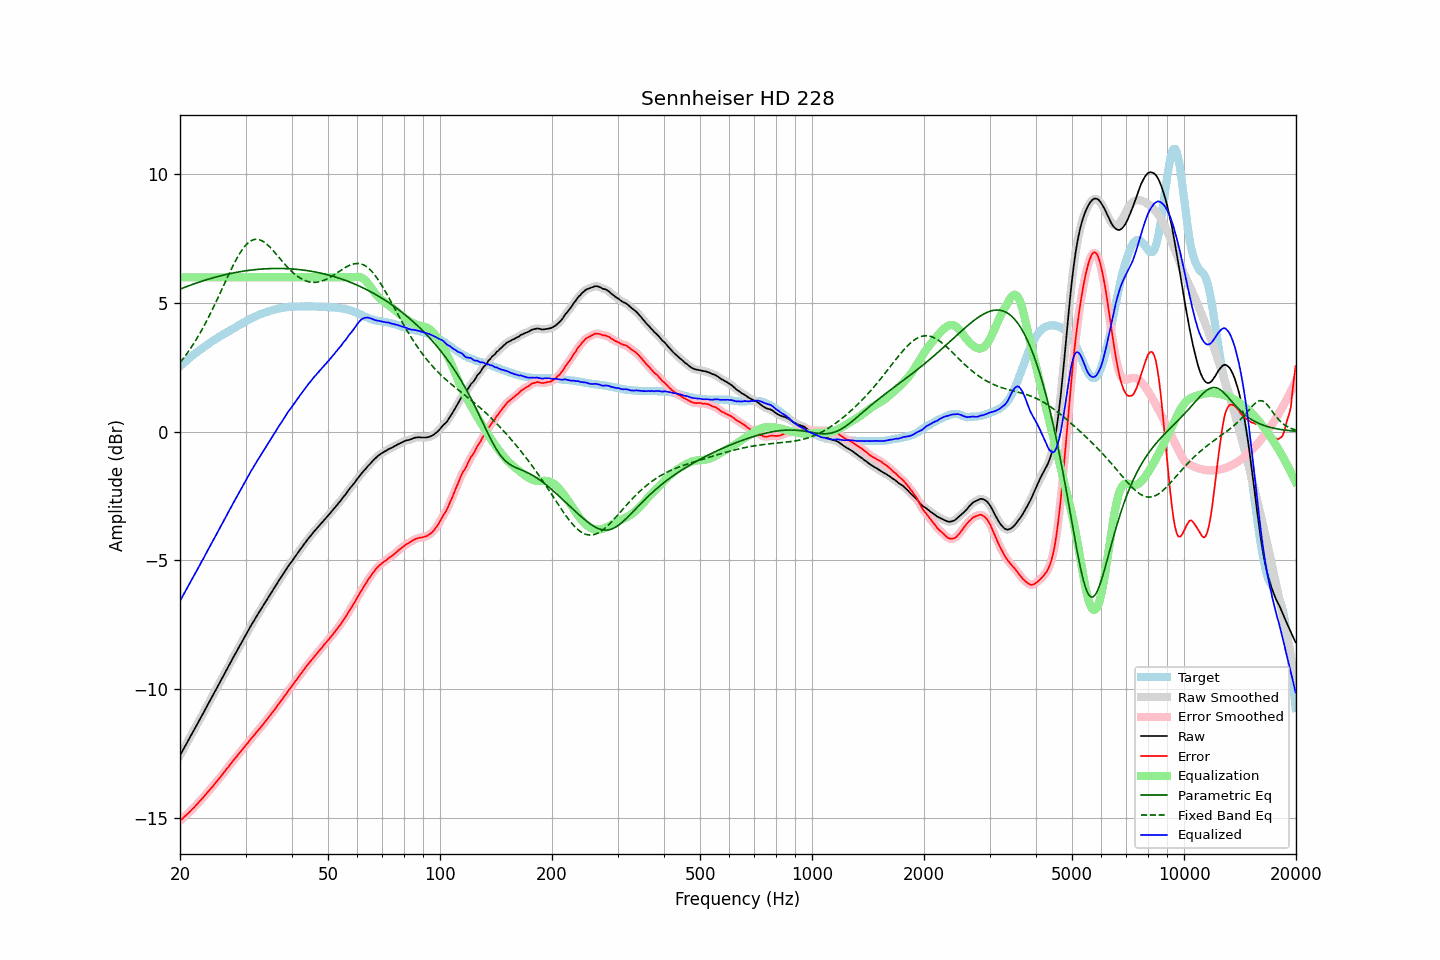 Sennheiser HD 228
Amplitude (dBr)
10
5
0
−5
−10
−15
20
50
100
200
500
1000
2000
5000
10000
20000
Frequency (Hz)
Target
Raw Smoothed
Error Smoothed
Raw
Error
Equalization
Parametric Eq
Fixed Band Eq
Equalized